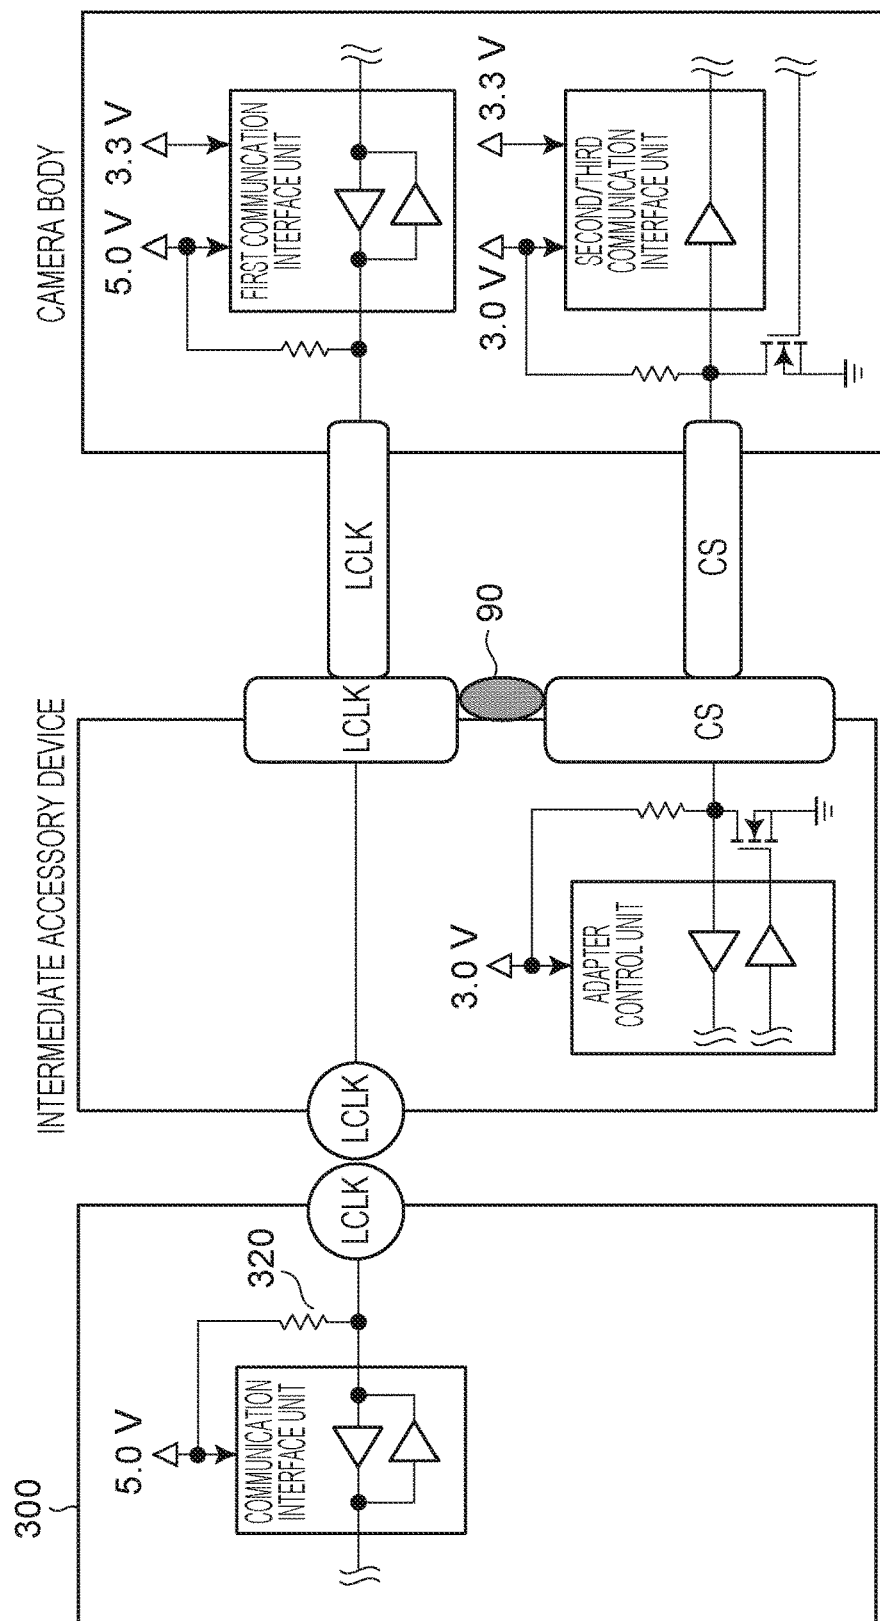 CAMERA BODY
5.0 V
3.3 V
FIRST COMMUNICATION
INTERFACE UNIT
3.0 V
3.3 V
SECOND/THIRD
COMMUNICATION
INTERFACE UNIT
LCLK
CS
INTERMEDIATE ACCESSORY DEVICE
LCLK
90
CS
3.0 V
ADAPTER
CONTROL UNIT
LCLK
LCLK
300
320
5.0 V
COMMUNICATION
INTERFACE UNIT